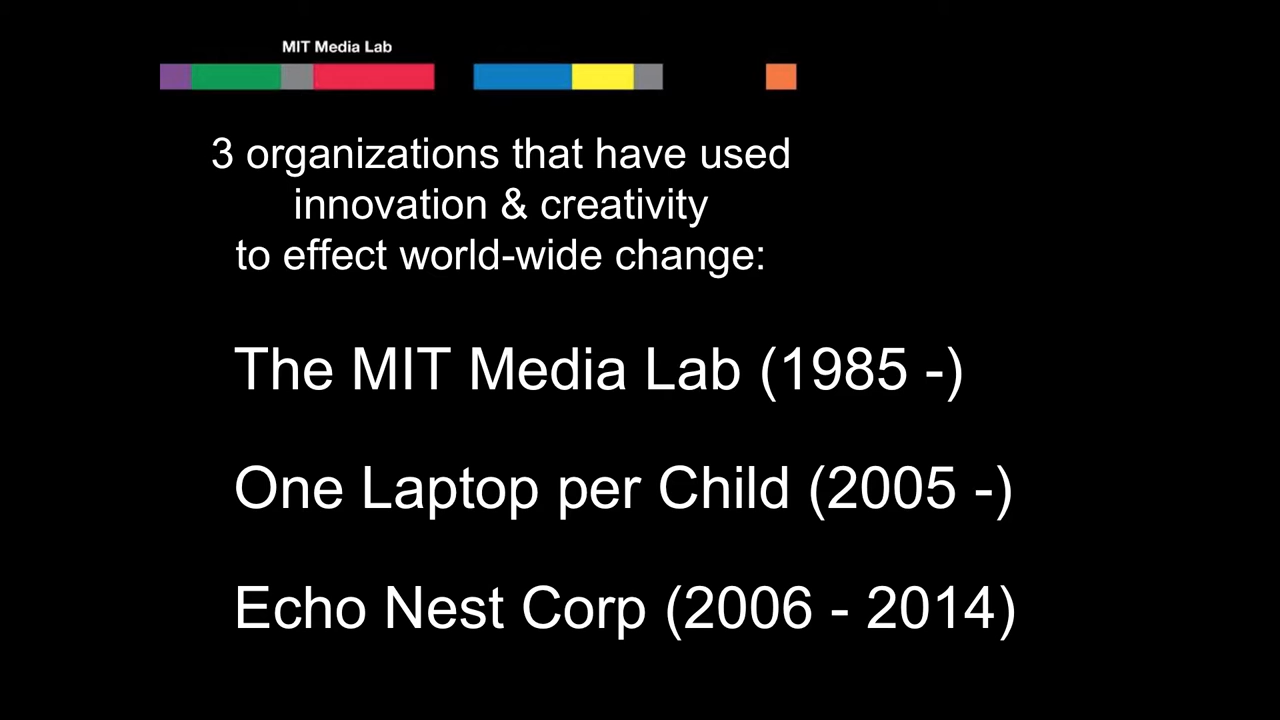 MIT Media Lab
3 organizations that have used
innovation & creativity
to effect world-wide change:
The MIT Media Lab (1985 -)
One Laptop per Child (2005 -)
Echo Nest Corp (2006 - 2014)